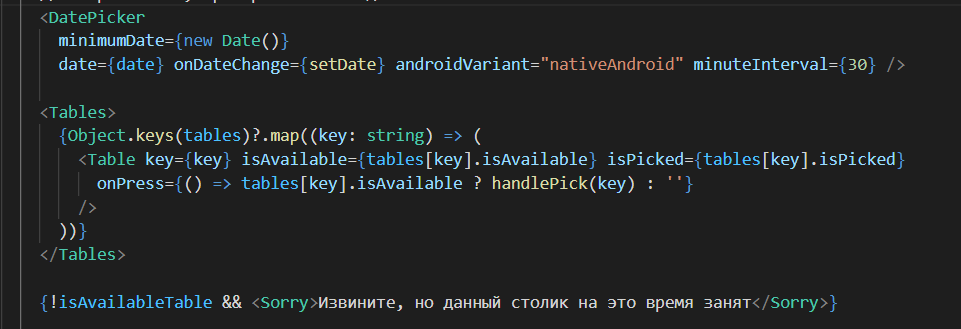 <DatePicker
minimumDate={new Date()}
date={date} onDateChange={setDate} androidVariant="nativeAndroid" minuteInterval={30} />
<Tables>
{Object.keys(tables)?.map((key: string) => (
<Table key={key} isAvailable={tables[key].isAvailable} isPicked={tables[key].isPicked}
onPress={() => tables[key].isAvailable ? handlePick(key) : ''}
/>
))}
</Tables>
{!isAvailableTable && <Sorry>Извините, но данный столик на это время занят</Sorry>}